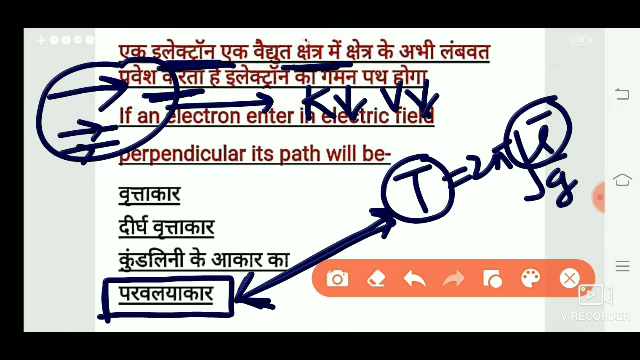 एक इलेक्ट्रॉन एक वैद्युत क्षेत्र में क्षेत्र के अभी लंबवत
प्रवेश करता है इलेक्ट्रॉन का गमन पथ होगा
K↓ V↓
If an electron enter in electric field
perpendicular its path will be-
T = 2π
g
वृत्ताकार
दीर्घ वृत्ताकार
कुंडलिनी के आकार का
परवलयाकार
V RECORDER